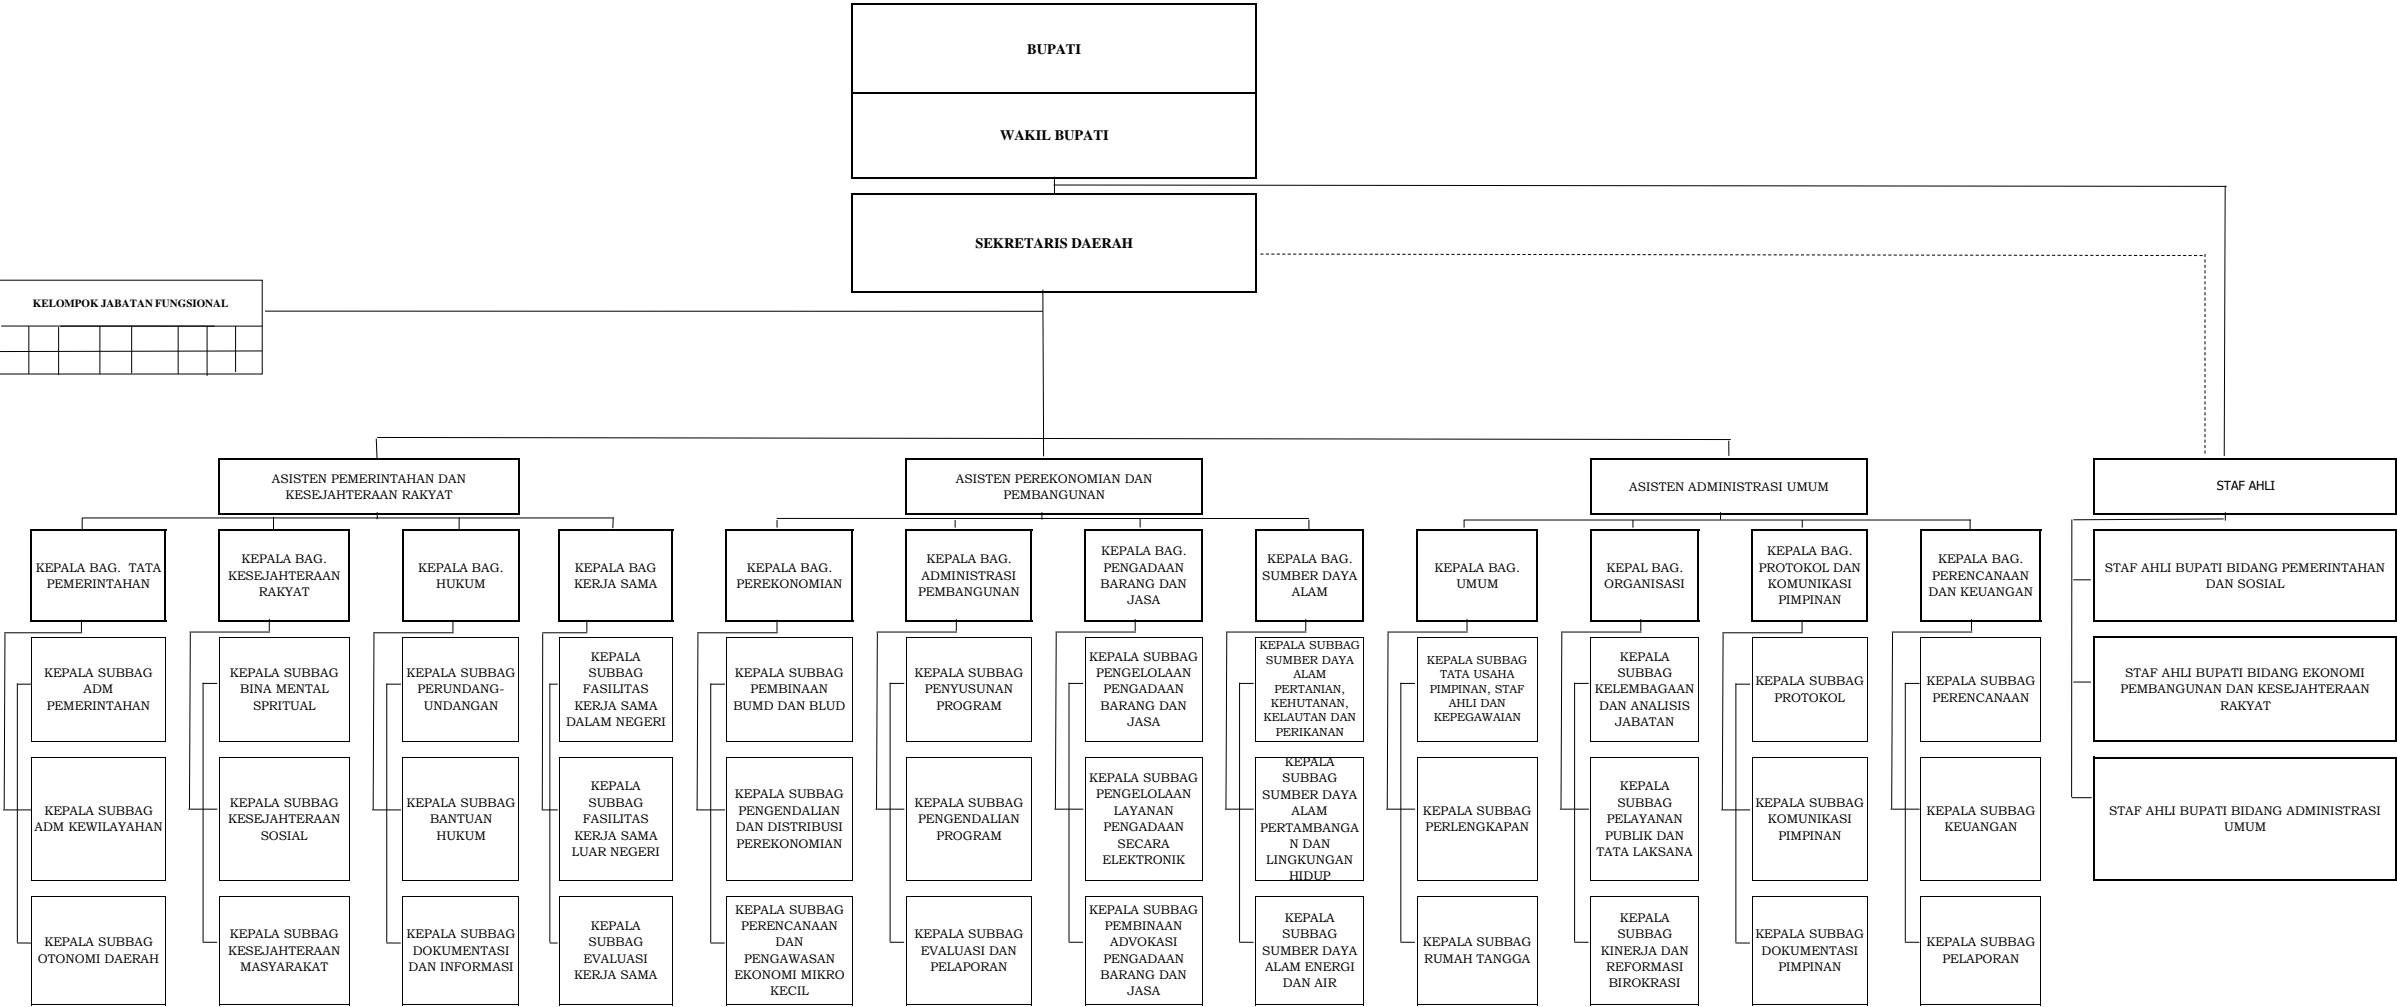 BUPATI
WAKIL BUPATI
SEKRETARIS DAERAH
KELOMPOK JABATAN FUNGSIONAL
ASISTEN PEMERINTAHAN DAN
KESEJAHTERAAN RAKYAT
ASISTEN PEREKONOMIAN DAN
PEMBANGUNAN
ASISTEN ADMINISTRASI UMUM
STAF AHLI
KEPALA BAG. TATA
PEMERINTAHAN
KEPALA BAG.
KESEJAHTERAAN
RAKYAT
KEPALA BAG.
HUKUM
KEPALA BAG
KERJA SAMA
KEPALA BAG.
PEREKONOMIAN
KEPALA BAG.
ADMINISTRASI
PEMBANGUNAN
KEPALA BAG.
PENGADAAN
BARANG DAN
JASA
KEPALA BAG.
SUMBER DAYA
ALAM
KEPALA BAG.
UMUM
KEPAL BAG.
ORGANISASI
KEPALA BAG.
PROTOKOL DAN
KOMUNIKASI
PIMPINAN
KEPALA BAG.
PERENCANAAN
DAN KEUANGAN
STAF AHLI BUPATI BIDANG PEMERINTAHAN
DAN SOSIAL
KEPALA SUBBAG
ADM
PEMERINTAHAN
KEPALA SUBBAG
BINA MENTAL
SPRITUAL
KEPALA SUBBAG
PERUNDANG-
UNDANGAN
KEPALA
SUBBAG
FASILITAS
KERJA SAMA
DALAM NEGERI
KEPALA SUBBAG
PEMBINAAN
BUMD DAN BLUD
KEPALA SUBBAG
PENYUSUNAN
PROGRAM
KEPALA SUBBAG
PENGELOLAAN
PENGADAAN
BARANG DAN
JASA
KEPALA SUBBAG
SUMBER DAYA
ALAM
PERTANIAN,
KEHUTANAN,
KELAUTAN DAN
PERIKANAN
KEPALA SUBBAG
TATA USAHA
PIMPINAN, STAF
AHLI DAN
KEPEGAWAIAN
KEPALA
SUBBAG
KELEMBAGAAN
DAN ANALISIS
JABATAN
KEPALA SUBBAG
PROTOKOL
KEPALA SUBBAG
PERENCANAAN
STAF AHLI BUPATI BIDANG EKONOMI
PEMBANGUNAN DAN KESEJAHTERAAN
RAKYAT
KEPALA SUBBAG
ADM KEWILAYAHAN
KEPALA SUBBAG
KESEJAHTERAAN
SOSIAL
KEPALA SUBBAG
BANTUAN
HUKUM
KEPALA
SUBBAG
FASILITAS
KERJA SAMA
LUAR NEGERI
KEPALA SUBBAG
PENGENDALIAN
DAN DISTRIBUSI
PEREKONOMIAN
KEPALA SUBBAG
PENGENDALIAN
PROGRAM
KEPALA SUBBAG
PENGELOLAAN
LAYANAN
PENGADAAN
SECARA
ELEKTRONIK
KEPALA
SUBBAG
SUMBER DAYA
ALAM
PERTAMBANGA
N DAN
LINGKUNGAN
HIDUP
KEPALA SUBBAG
PERLENGKAPAN
KEPALA
SUBBAG
PELAYANAN
PUBLIK DAN
TATA LAKSANA
KEPALA SUBBAG
KOMUNIKASI
PIMPINAN
KEPALA SUBBAG
KEUANGAN
STAF AHLI BUPATI BIDANG ADMINISTRASI
UMUM
KEPALA SUBBAG
OTONOMI DAERAH
KEPALA SUBBAG
KESEJAHTERAAN
MASYARAKAT
KEPALA SUBBAG
DOKUMENTASI
DAN INFORMASI
KEPALA
SUBBAG
EVALUASI
KERJA SAMA
KEPALA SUBBAG
PERENCANAAN
DAN
PENGAWASAN
EKONOMI MIKRO
KECIL
KEPALA SUBBAG
EVALUASI DAN
PELAPORAN
KEPALA SUBBAG
PEMBINAAN
ADVOKASI
PENGADAAN
BARANG DAN
JASA
KEPALA
SUBBAG
SUMBER DAYA
ALAM ENERGI
DAN AIR
KEPALA SUBBAG
RUMAH TANGGA
KEPALA
SUBBAG
KINERJA DAN
REFORMASI
BIROKRASI
KEPALA SUBBAG
DOKUMENTASI
PIMPINAN
KEPALA SUBBAG
PELAPORAN